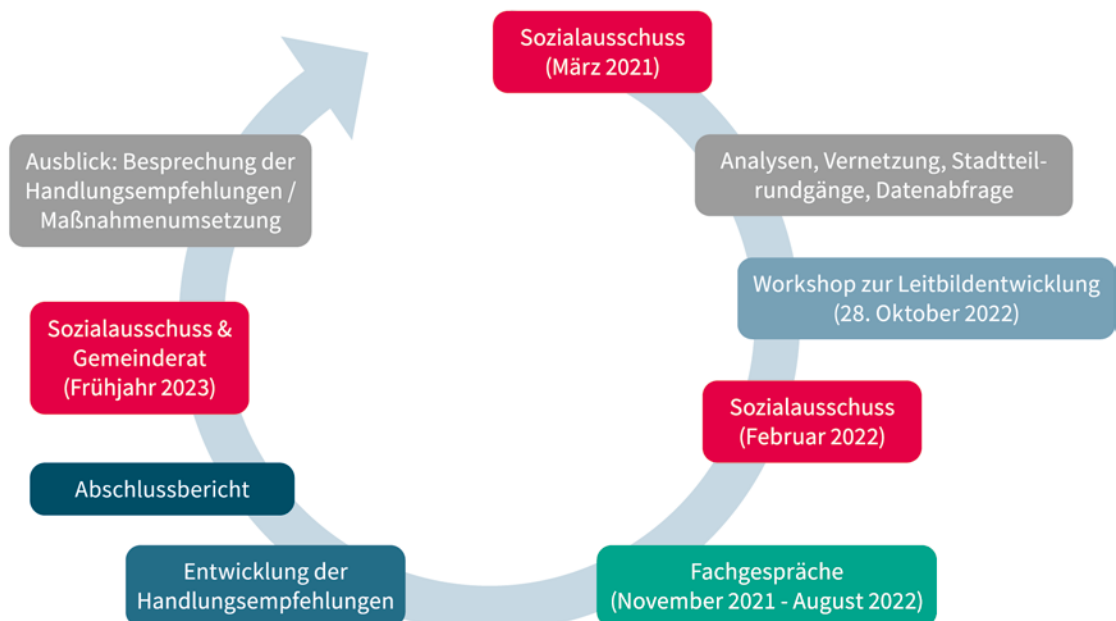 Sozialausschuss
(März 2021)
Analysen, Vernetzung, Stadtteil-
rundgänge, Datenabfrage
Workshop zur Leitbildentwicklung
(28. Oktober 2022)
Sozialausschuss
(Februar 2022)
Fachgespräche
(November 2021 - August 2022)
Entwicklung der
Handlungsempfehlungen
Abschlussbericht
Sozialausschuss &
Gemeinderat
(Frühjahr 2023)
Ausblick: Besprechung der
Handlungsempfehlungen /
Maßnahmenumsetzung